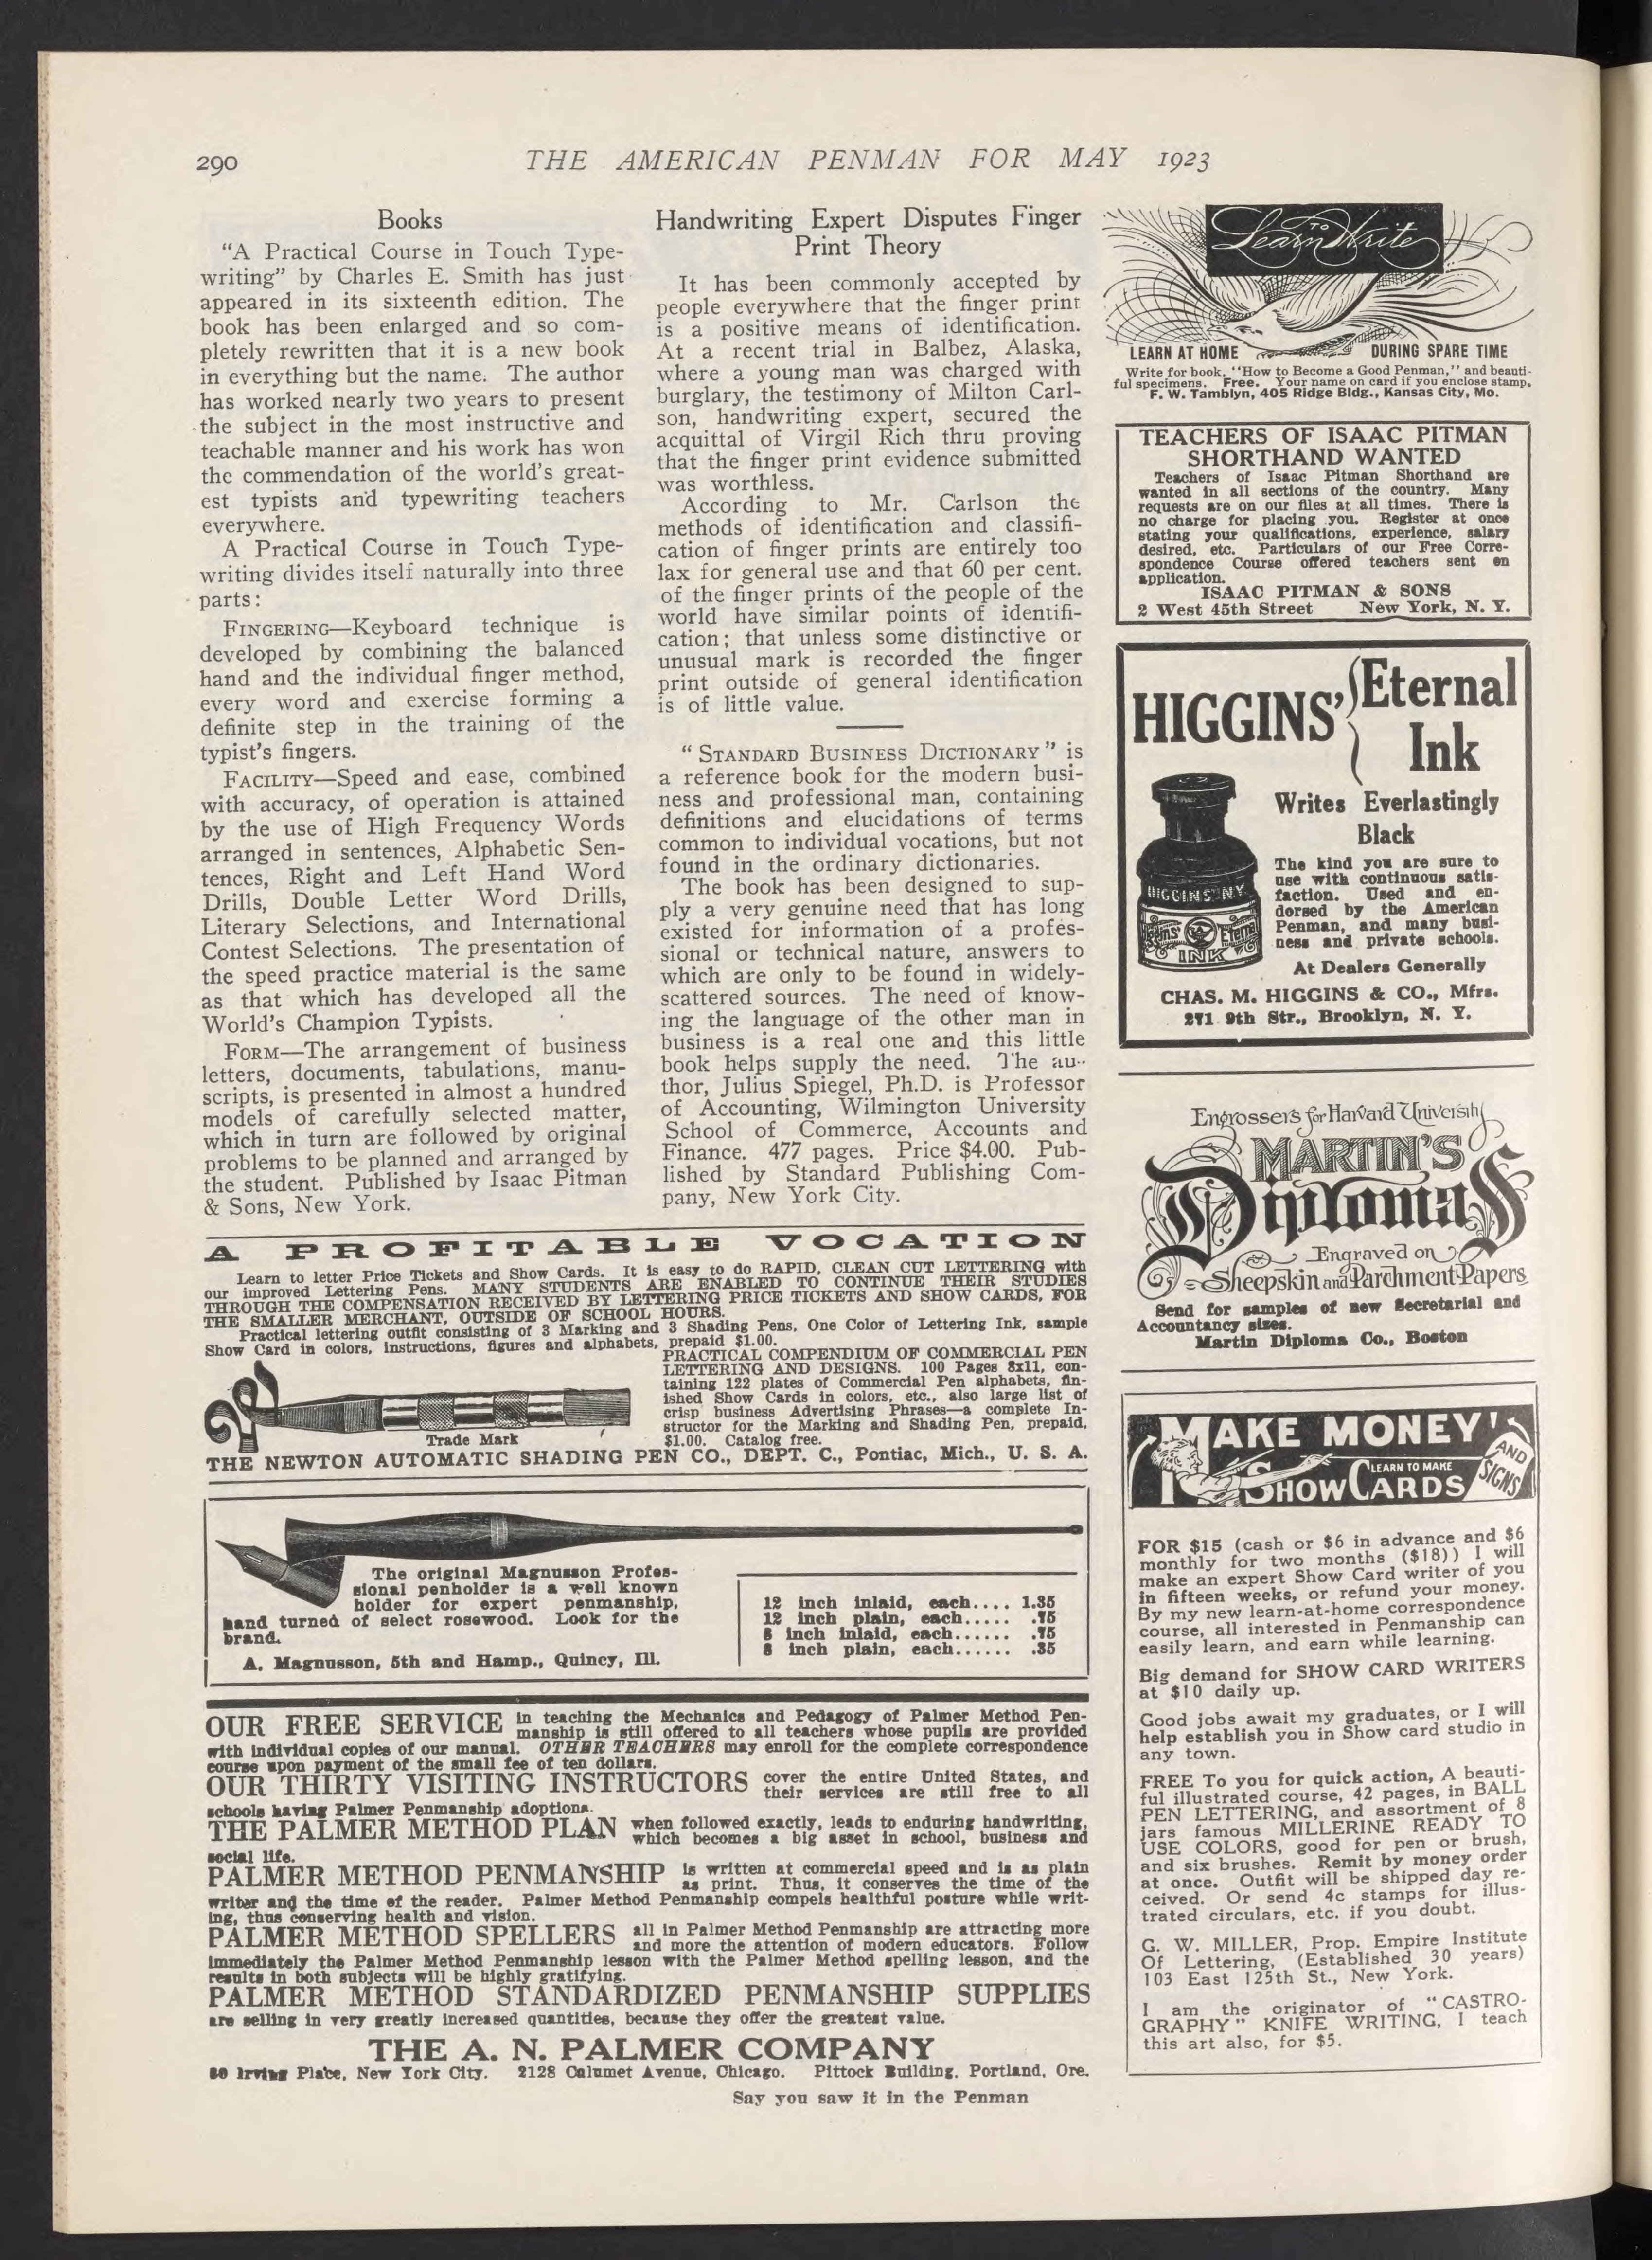 290
THE AMERICAN PENMAN FOR MAY 1923
Books
“A Practical Course in Touch Type-
writing” by Charles E. Smith has just
appeared in its sixteenth edition. The
book has been enlarged and so com-
pletely rewritten that it is a new book
in everything but the name. The author
has worked nearly two years to present
the subject in the most instructive and
teachable manner and his work has won
the commendation of the world's great-
est typists and typewriting teachers
everywhere.
A Practical Course in Touch Type-
writing divides itself naturally into three
parts:
FINGERING—Keyboard technique is
developed by combining the balanced
hand and the individual finger method,
every word and exercise forming a
definite step in the training of the
typist's fingers.
FACILITY—Speed and ease, combined
with accuracy, of operation is attained
by the use of High Frequency Words
arranged in sentences, Alphabetic Sen-
tences, Right and Left Hand Word
Drills, Double Letter Word Drills,
Literary Selections, and International
Contest Selections. The presentation of
the speed practice material is the same
as that which has developed all the
World's Champion Typists.
FORM—The arrangement of business
letters, documents, tabulations, manu-
scripts, is presented in almost a hundred
models of carefully selected matter,
which in turn are followed by original
problems to be planned and arranged by
the student. Published by Isaac Pitman
& Sons, New York.
Handwriting Expert Disputes Finger
Print Theory
It has been commonly accepted by
people everywhere that the finger print
is a positive means of identification.
At a recent trial in Balbez, Alaska,
where a young man was charged with
burglary, the testimony of Milton Carl-
son, handwriting expert, secured the
acquittal of Virgil Rich thru proving
that the finger print evidence submitted
was worthless.
According to Mr. Carlson the
methods of identification and classifi-
cation of finger prints are entirely too
lax for general use and that 60 per cent.
of the finger prints of the people of the
world have similar points of identifi-
cation; that unless some distinctive or
unusual mark is recorded the finger
print outside of general identification
is of little value.
“STANDARD BUSINESS DICTIONARY” is
a reference book for the modern busi-
ness and professional man, containing
definitions and elucidations of terms
common to individual vocations, but not
found in the ordinary dictionaries.
The book has been designed to sup-
ply a very genuine need that has long
existed for information of a profes-
sional or technical nature, answers to
which are only to be found in widely-
scattered sources. The need of know-
ing the language of the other man in
business is a real one and this little
book helps supply the need. The au-
thor, Julius Spiegel, Ph.D. is Professor
of Accounting, Wilmington University
School of Commerce, Accounts and
Finance. 477 pages. Price $4.00. Pub-
lished by Standard Publishing Com-
pany, New York City.
A PROFITABLE VOCATION
Learn to letter Price Tickets and Show Cards. It is easy to do RAPID, CLEAN CUT LETTERING with
our improved Lettering Pens. MANY STUDENTS ARE ENABLED TO CONTINUE THEIR STUDIES
THROUGH THE COMPENSATION RECEIVED BY LETTERING PRICE TICKETS AND SHOW CARDS, FOR
THE SMALLER MERCHANT, OUTSIDE OF SCHOOL HOURS.
Practical lettering outfit consisting of 3 Marking and 3 Shading Pens, One Color of Lettering Ink, sample
Show Card in colors, instructions, figures and alphabets, prepaid $1.00.
PRACTICAL COMPENDIUM OF COMMERCIAL PEN
LETTERING AND DESIGNS. 100 Pages 8x11, con-
taining 122 plates of Commercial Pen alphabets, fin-
ished Show Cards in colors, etc., also large list of
crisp business Advertising Phrases—a complete In-
structor for the Marking and Shading Pen, prepaid,
$1.00. Catalog free.
1
Trade Mark
THE NEWTON AUTOMATIC SHADING PEN CO., DEPT. C., Pontiac, Mich., U. S. A.
The original Magnusson Profes-
sional penholder is a well known
holder for expert penmanship,
hand turned of select rosewood. Look for the
brand.
A. Magnusson, 5th and Hamp., Quincy, Ill.
12 inch inlaid, each.... 1.35
12 inch plain, each..... .75
8 inch inlaid, each...... .75
8 inch plain, each...... .35
OUR FREE SERVICE in teaching the Mechanics and Pedagogy of Palmer Method Pen-
manship is still offered to all teachers whose pupils are provided
with individual copies of our manual. OTHER TEACHERS may enroll for the complete correspondence
course upon payment of the small fee of ten dollars.
OUR THIRTY VISITING INSTRUCTORS cover the entire United States, and
their services are still free to all
schools having Palmer Penmanship adoptions.
THE PALMER METHOD PLAN when followed exactly, leads to enduring handwriting,
which becomes a big asset in school, business and
social life.
PALMER METHOD PENMANSHIP is written at commercial speed and is as plain
as print. Thus, it conserves the time of the
writer and the time of the reader. Palmer Method Penmanship compels healthful posture while writ-
ing, thus conserving health and vision.
PALMER METHOD SPELLERS all in Palmer Method Penmanship are attracting more
and more the attention of modern educators. Follow
immediately the Palmer Method Penmanship lesson with the Palmer Method spelling lesson, and the
results in both subjects will be highly gratifying.
PALMER METHOD STANDARDIZED PENMANSHIP SUPPLIES
are selling in very greatly increased quantities, because they offer the greatest value.
THE A. N. PALMER COMPANY
30 Irving Place, New York City. 2128 Calumet Avenue, Chicago. Pittock Building, Portland, Ore.
Say you saw it in the Penman
Learn TO Write
LEARN AT HOME DURING SPARE TIME
Write for book, “How to Become a Good Penman,” and beauti-
ful specimens. Free. Your name on card if you enclose stamp.
F. W. Tamblyn, 405 Ridge Bldg., Kansas City, Mo.
TEACHERS OF ISAAC PITMAN
SHORTHAND WANTED
Teachers of Isaac Pitman Shorthand are
wanted in all sections of the country. Many
requests are on our files at all times. There is
no charge for placing you. Register at once
stating your qualifications, experience, salary
desired, etc. Particulars of our Free Corre-
spondence Course offered teachers sent on
application.
ISAAC PITMAN & SONS
2 West 45th Street New York, N. Y.
HIGGINS' Eternal
Ink
Writes Everlastingly
Black
The kind you are sure to
use with continuous satis-
faction. Used and en-
dorsed by the American
Penman, and many busi-
ness and private schools.
HIGGINS' N.Y.
Higgins' Eternal
INK
At Dealers Generally
CHAS. M. HIGGINS & CO., Mfrs.
271 9th Str., Brooklyn, N. Y.
Engrossers for Harvard University
MARTIN'S
Diplomas
Engraved on
Sheepskin and Parchment Papers
Send for samples of new Secretarial and
Accountancy sizes.
Martin Diploma Co., Boston
MAKE MONEY!
LEARN TO MAKE
SHOW CARDS
AND
SIGNS
FOR $15 (cash or $6 in advance and $6
monthly for two months ($18)) I will
make an expert Show Card writer of you
in fifteen weeks, or refund your money.
By my new learn-at-home correspondence
course, all interested in Penmanship can
easily learn, and earn while learning.
Big demand for SHOW CARD WRITERS
at $10 daily up.
Good jobs await my graduates, or I will
help establish you in Show card studio in
any town.
FREE To you for quick action, A beauti-
ful illustrated course, 42 pages, in BALL
PEN LETTERING, and assortment of 8
jars famous MILLERINE READY TO
USE COLORS, good for pen or brush,
and six brushes. Remit by money order
at once. Outfit will be shipped day re-
ceived. Or send 4c stamps for illus-
trated circulars, etc. if you doubt.
G. W. MILLER, Prop. Empire Institute
Of Lettering, (Established 30 years)
103 East 125th St., New York.
I am the originator of “CASTRO-
GRAPHY” KNIFE WRITING, I teach
this art also, for $5.